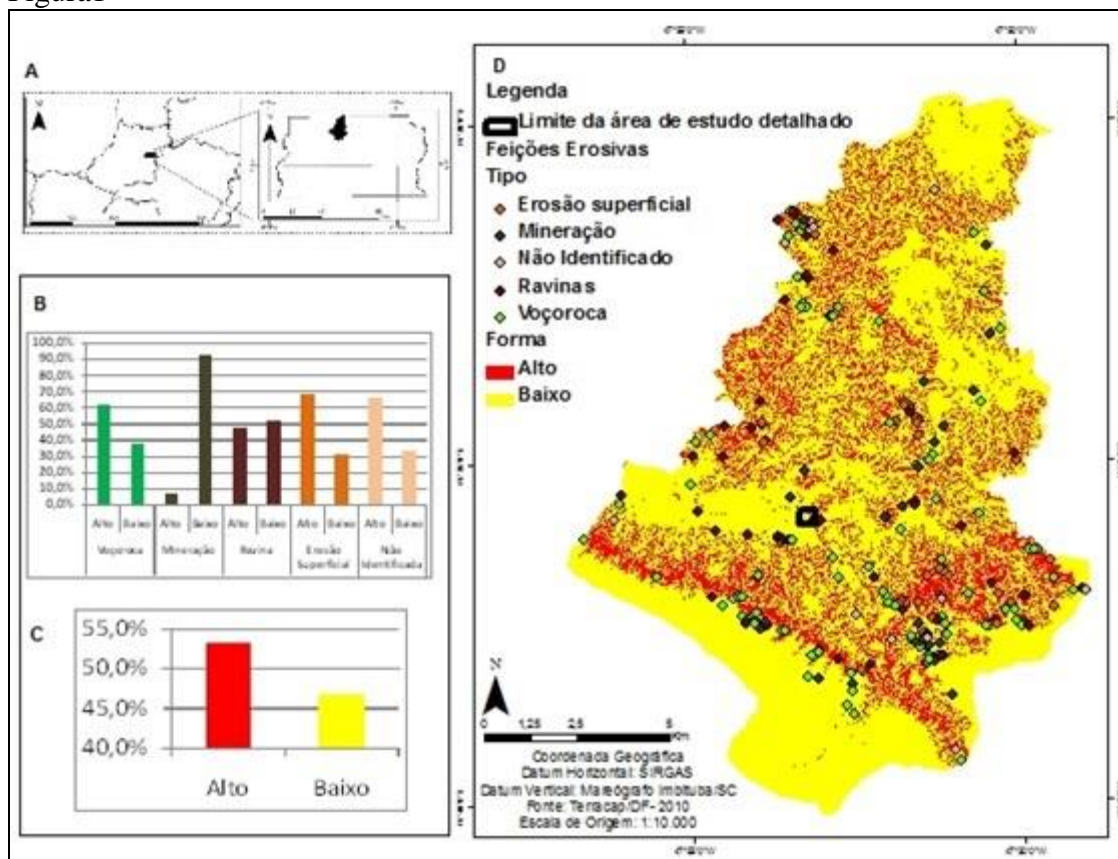 A
B
100,0%
90,0%
80,0%
70,0%
60,0%
50,0%
40,0%
30,0%
20,0%
10,0%
0,0%
Alto Baixo Alto Baixo Alto Baixo Alto Baixo Alto Baixo
Voçoroca Mineração Ravina Erosão Superficial Não Identificada
C
55,0%
50,0%
45,0%
40,0%
Alto Baixo
D
Legenda
Limite da área de estudo detalhado
Feições Erosivas
Tipo
Erosão superficial
Mineração
Não Identificado
Ravinas
Voçoroca
Forma
Alto
Baixo
N
0 1,25 2,5 5
Km
Coordenada Geográfica
Datum Horizontal: SIRGAS
Datum Vertical: Mareógrafo Imbituba/SC
Fonte: Terracap/DF- 2010
Escala de Origem: 1:10.000